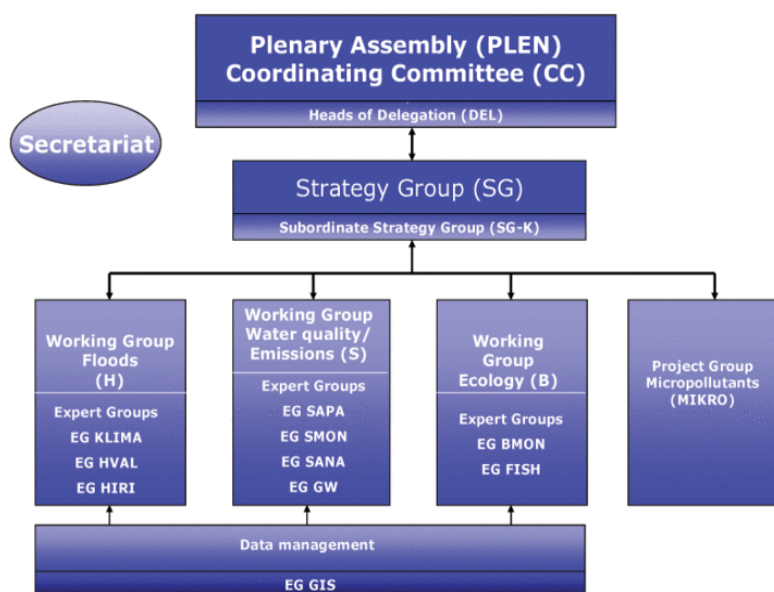 Plenary Assembly (PLEN)
Coordinating Committee (CC)
Heads of Delegation (DEL)
Secretariat
Strategy Group (SG)
Subordinate Strategy Group (SG-K)
Working Group
Floods
(H)
Expert Groups
EG KLIMA
EG HVAL
EG HIRI
Working Group
Water quality/
Emissions (S)
Expert Groups
EG SAPA
EG SMON
EG SANA
EG GW
Working
Group
Ecology (B)
Expert Groups
EG BMON
EG FISH
Project Group
Micropollutants
(MIKRO)
Data management
EG GIS